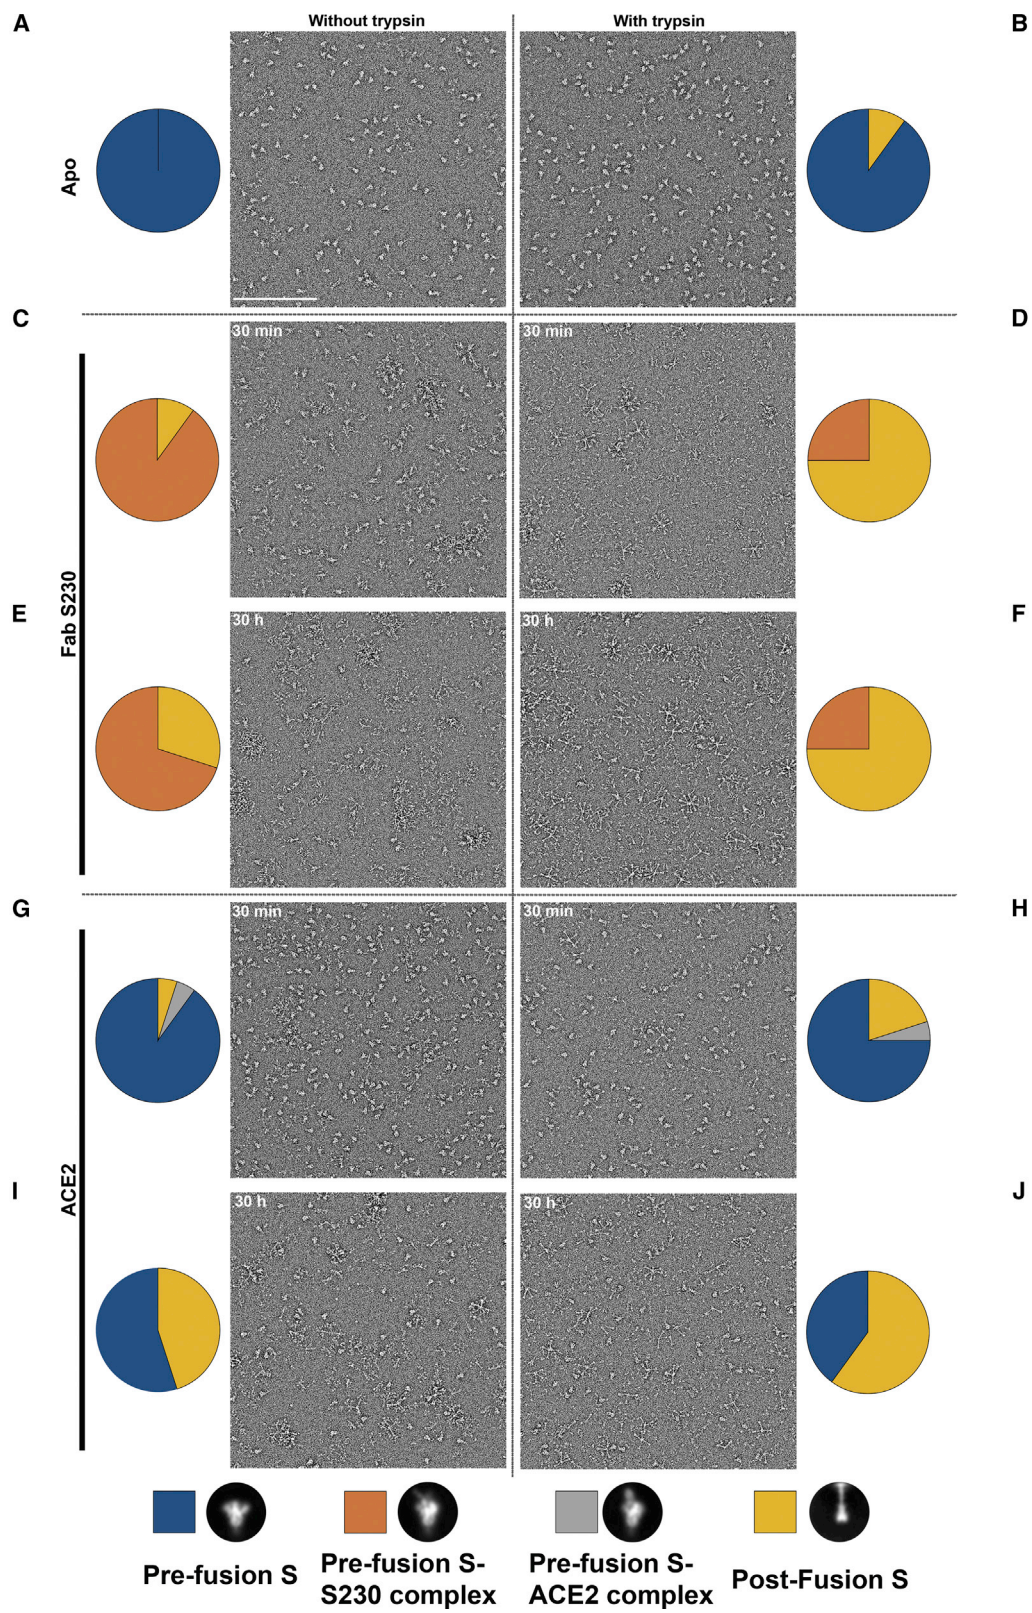 A
Without trypsin
With trypsin
B
Apo
C
30 min
30 min
D
Fab S230
E
30 h
30 h
F
G
30 min
30 min
H
ACE2
I
30 h
30 h
J
Pre-fusion S
Pre-fusion S-
S230 complex
Pre-fusion S-
ACE2 complex
Post-Fusion S